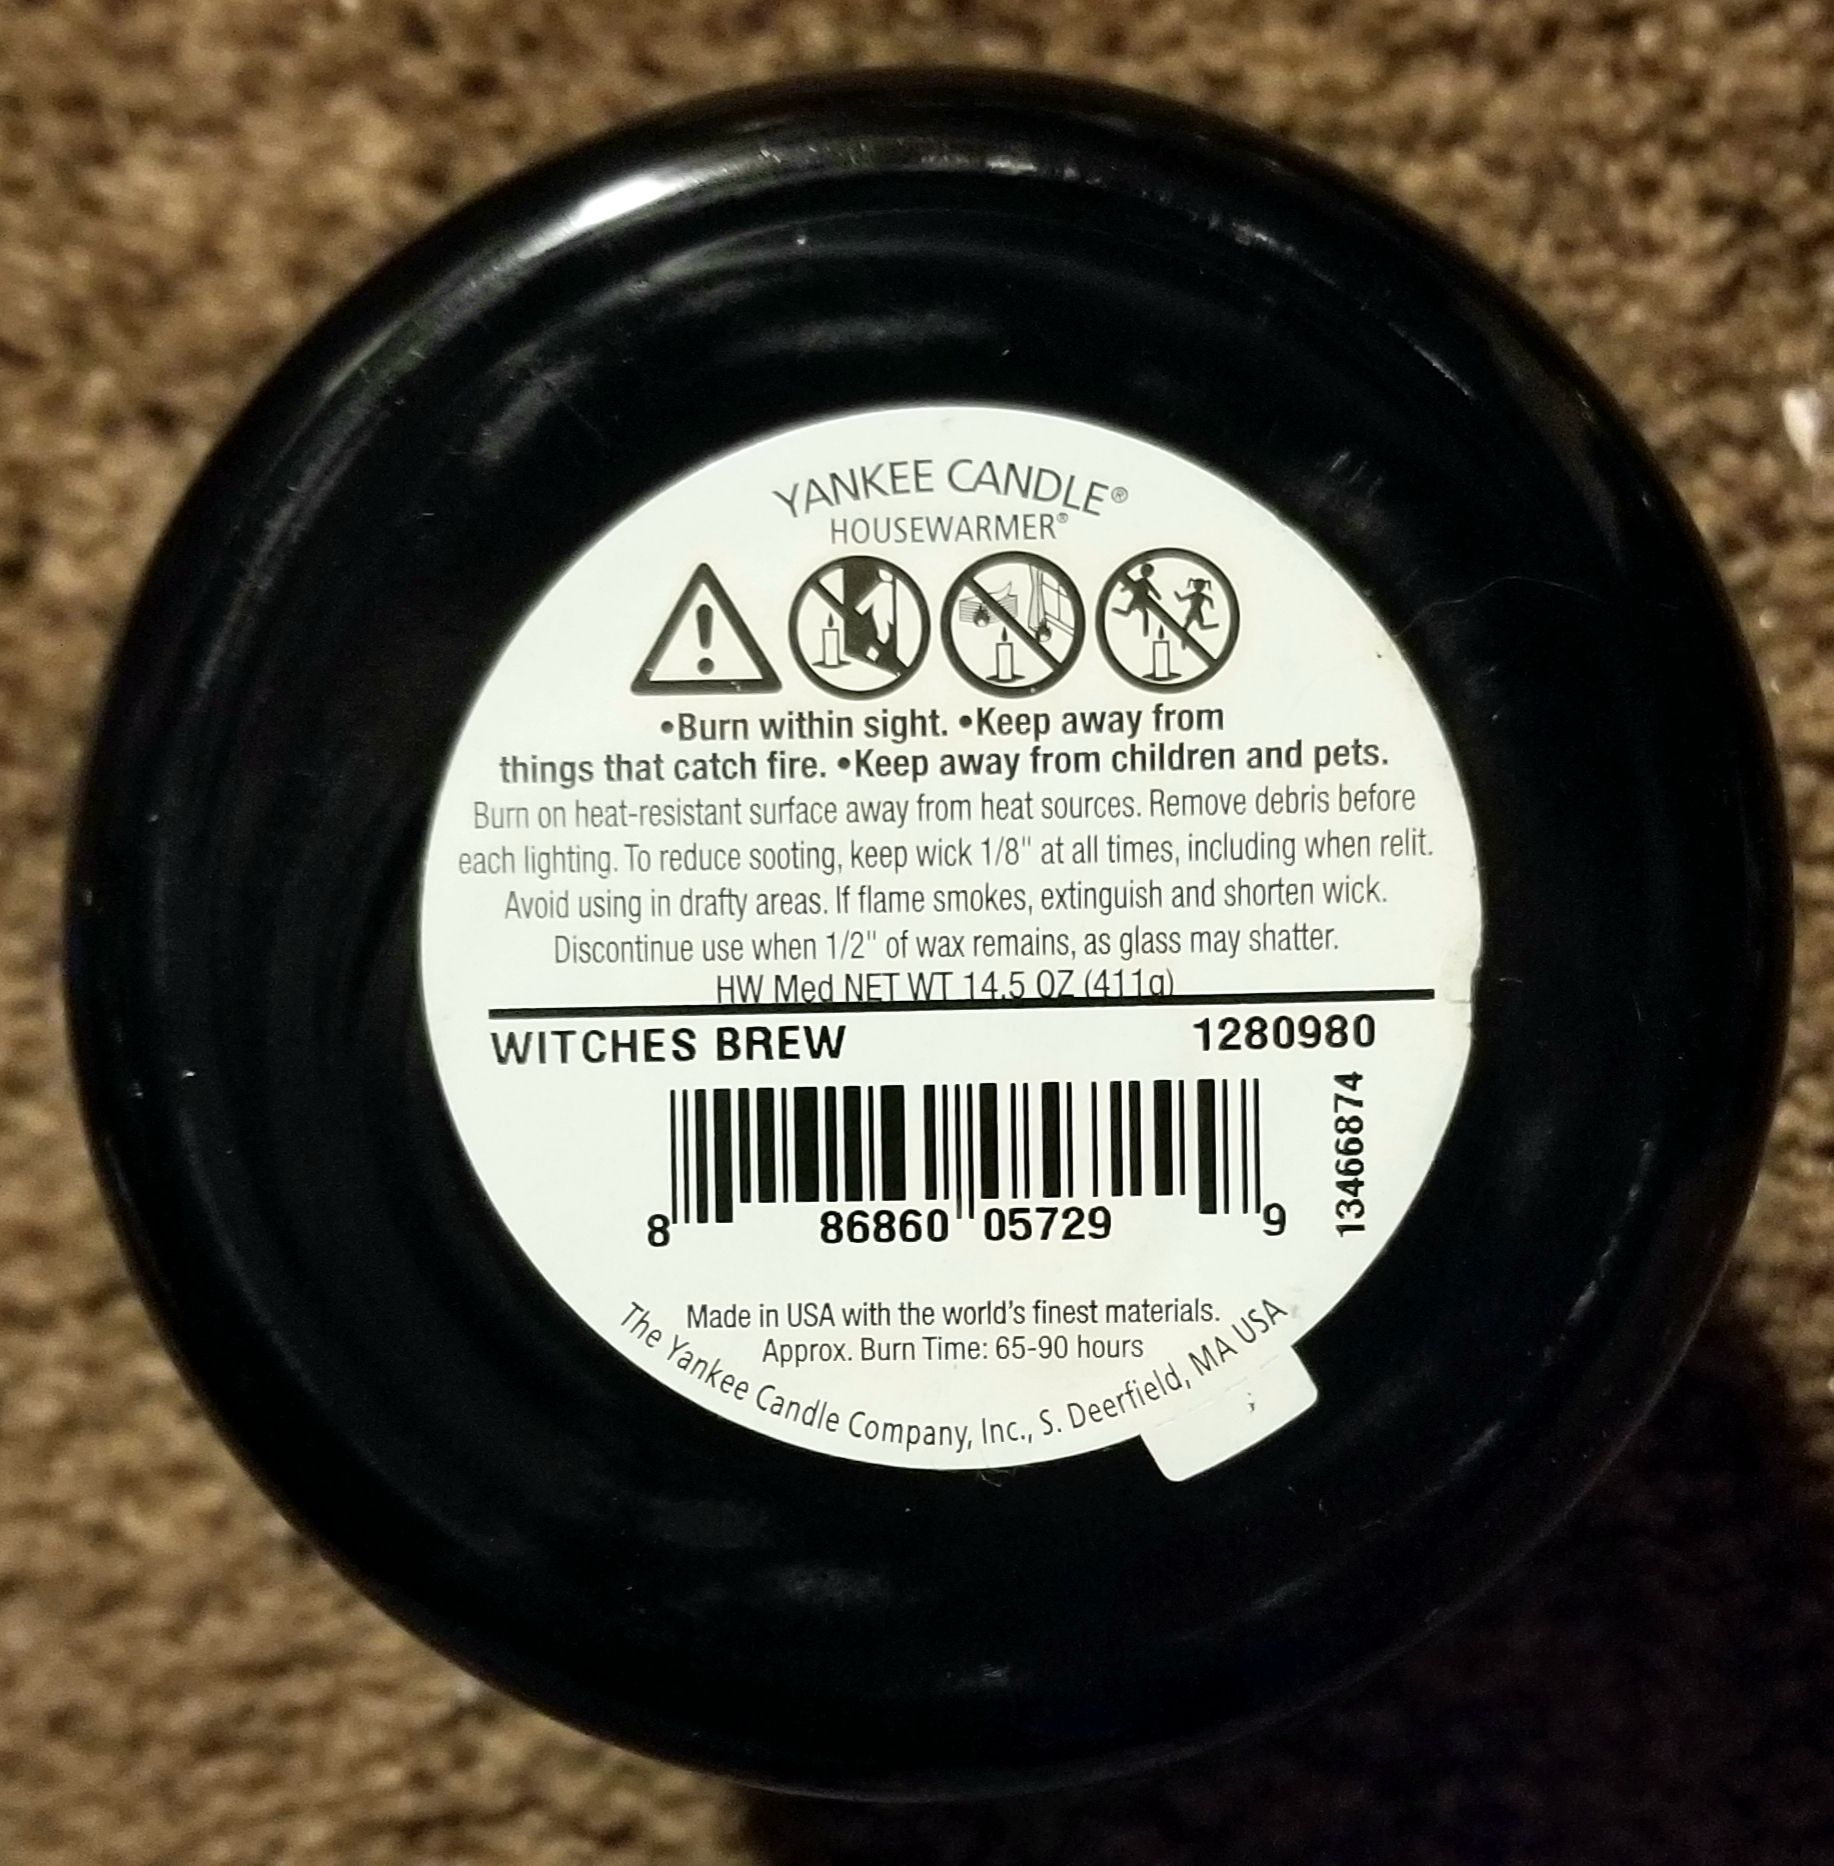 YANKEE CANDLE®
HOUSEWARMER®
•Burn within sight. •Keep away from
things that catch fire. •Keep away from children and pets.
Burn on heat-resistant surface away from heat sources. Remove debris before
each lighting. To reduce sooting, keep wick 1/8" at all times, including when relit.
Avoid using in drafty areas. If flame smokes, extinguish and shorten wick.
Discontinue use when 1/2" of wax remains, as glass may shatter.
HW Med NET WT 14.5 OZ (411g)
WITCHES BREW 1280980
13466874
8 86860 05729 9
Made in USA with the world's finest materials.
Approx. Burn Time: 65-90 hours
The Yankee Candle Company, Inc., S. Deerfield, MA USA